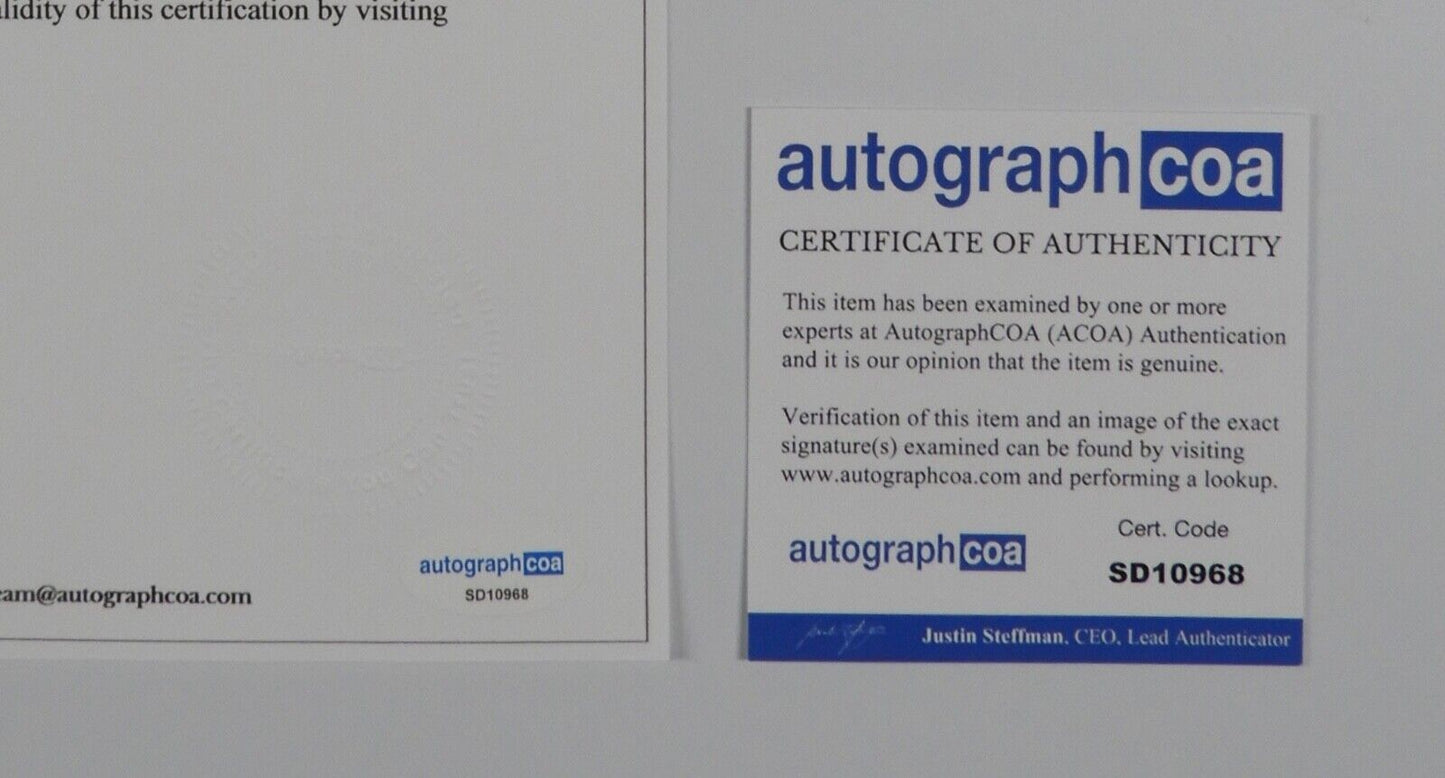 lidity of this certification by visiting
am@autographcoa.com
autographcoa
SD10968
autographcoa
CERTIFICATE OF AUTHENTICITY
This item has been examined by one or more
experts at AutographCOA (ACOA) Authentication
and it is our opinion that the item is genuine.
Verification of this item and an image of the exact
signature(s) examined can be found by visiting
www.autographcoa.com and performing a lookup.
autographcoa
Cert. Code
SD10968
Justin Steffman, CEO, Lead Authenticator